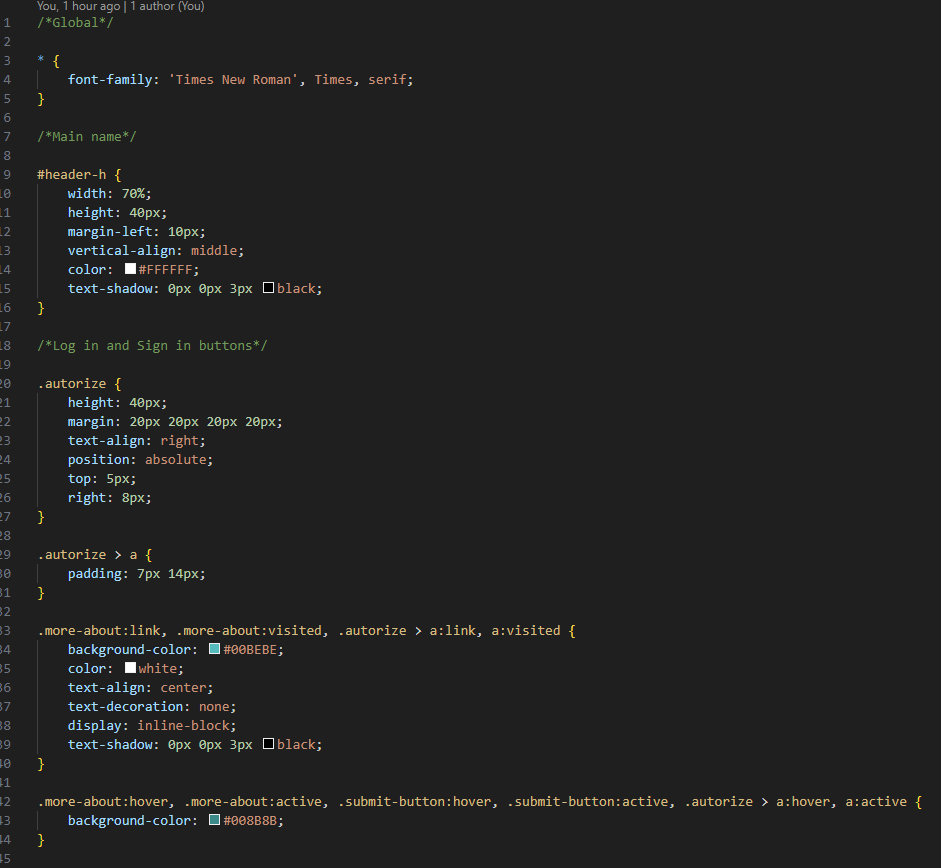 You, 1 hour ago | 1 author (You)
1 /*Global*/
2
3 * {
4 font-family: 'Times New Roman', Times, serif;
5 }
6
7 /*Main name*/
8
9 #header-h {
10 width: 70%;
11 height: 40px;
12 margin-left: 10px;
13 vertical-align: middle;
14 color: #FFFFFF;
15 text-shadow: 0px 0px 3px black;
16 }
17
18 /*Log in and Sign in buttons*/
19
20 .autorize {
21 height: 40px;
22 margin: 20px 20px 20px 20px;
23 text-align: right;
24 position: absolute;
25 top: 5px;
26 right: 8px;
27 }
28
29 .autorize > a {
30 padding: 7px 14px;
31 }
32
33 .more-about:link, .more-about:visited, .autorize > a:link, a:visited {
34 background-color: #00BEBE;
35 color: white;
36 text-align: center;
37 text-decoration: none;
38 display: inline-block;
39 text-shadow: 0px 0px 3px black;
40 }
41
42 .more-about:hover, .more-about:active, .submit-button:hover, .submit-button:active, .autorize > a:hover, a:active {
43 background-color: #008B8B;
44 }
45